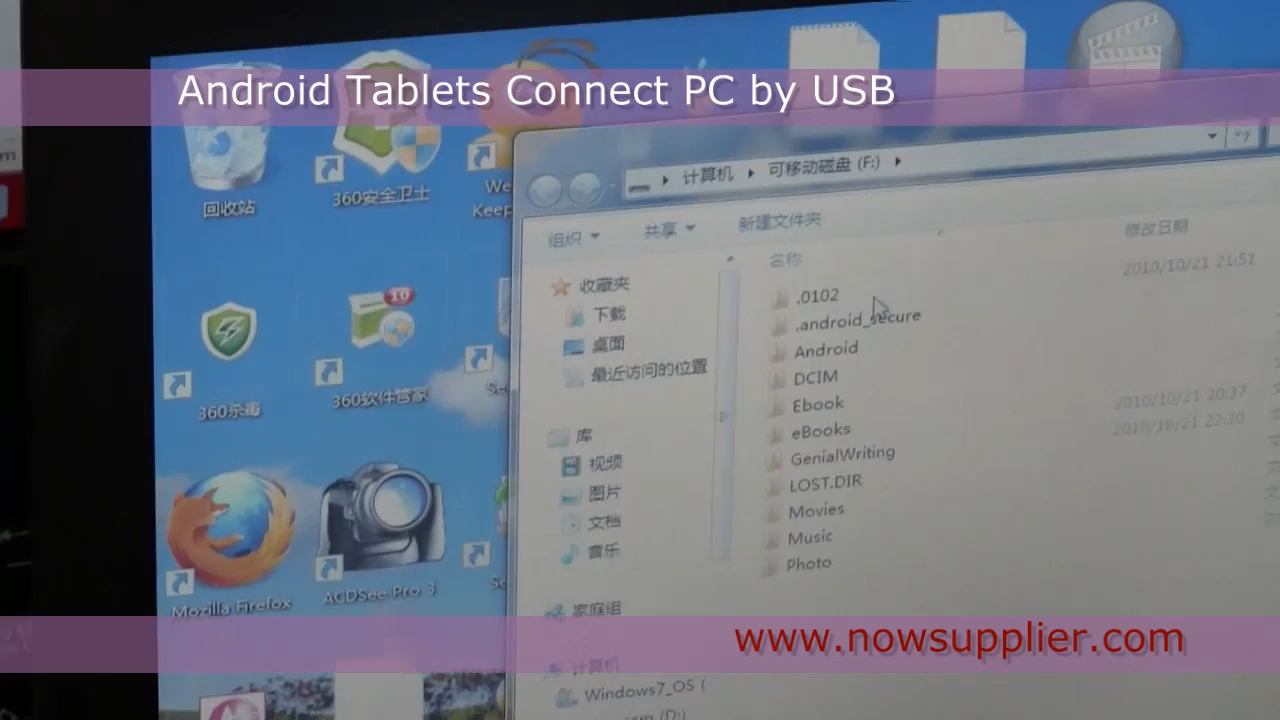 Android Tablets Connect PC by USB
计算机 可移动磁盘 (F:)
组织 共享 新建文件夹
名称 修改日期
收藏夹
下载
桌面
最近访问的位置
库
视频
图片
文档
音乐
家庭组
计算机
Windows7_OS (
(D:)
.0102 2010/10/21 21:51
.android_secure
Android
DCIM
Ebook 2010/10/21 20:37
eBooks 2010/10/21 22:10
GenialWriting
LOST.DIR
Movies
Music
Photo
回收站
360安全卫士
We
Keep
360杀毒
10
360软件管家
Se
Mozilla Firefox
ACDSee Pro 3
www.nowsupplier.com